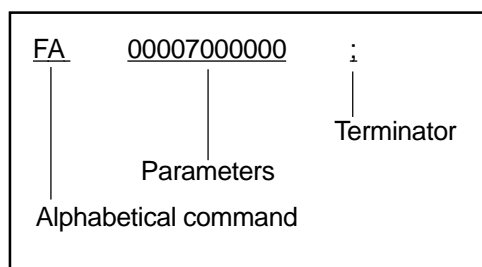 FA 00007000000 ;
Terminator
Parameters
Alphabetical command